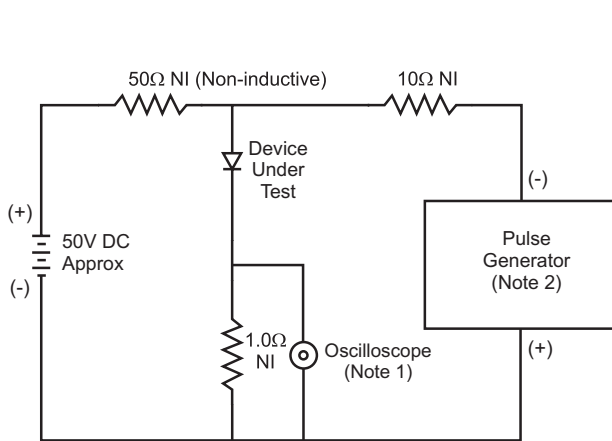 50Ω NI (Non-inductive)
10Ω NI
Device
Under
Test
(+)
50V DC
Approx
(-)
(-)
Pulse
Generator
(Note 2)
(+)
1.0Ω
NI
Oscilloscope
(Note 1)